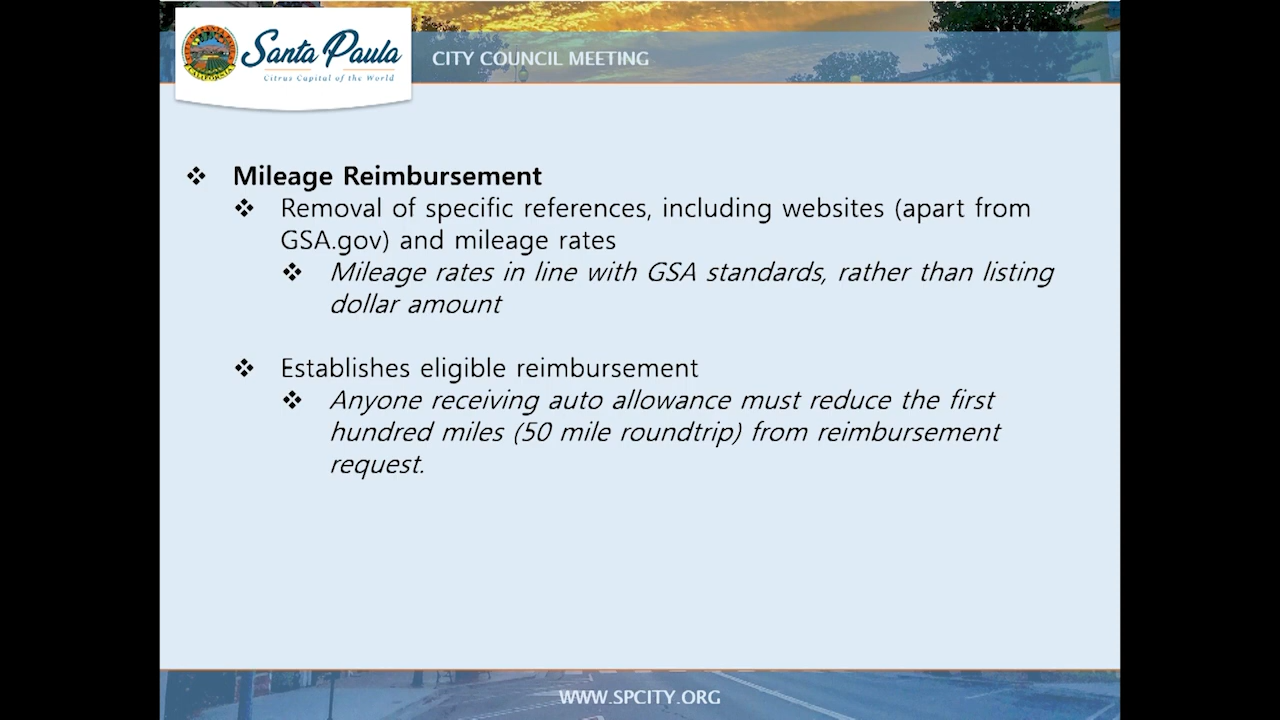 Santa Paula
Citrus Capital of the World
CALIFORNIA
CITY COUNCIL MEETING
❖ Mileage Reimbursement
❖ Removal of specific references, including websites (apart from
GSA.gov) and mileage rates
❖ Mileage rates in line with GSA standards, rather than listing
dollar amount
❖ Establishes eligible reimbursement
❖ Anyone receiving auto allowance must reduce the first
hundred miles (50 mile roundtrip) from reimbursement
request.
WWW.SPCITY.ORG